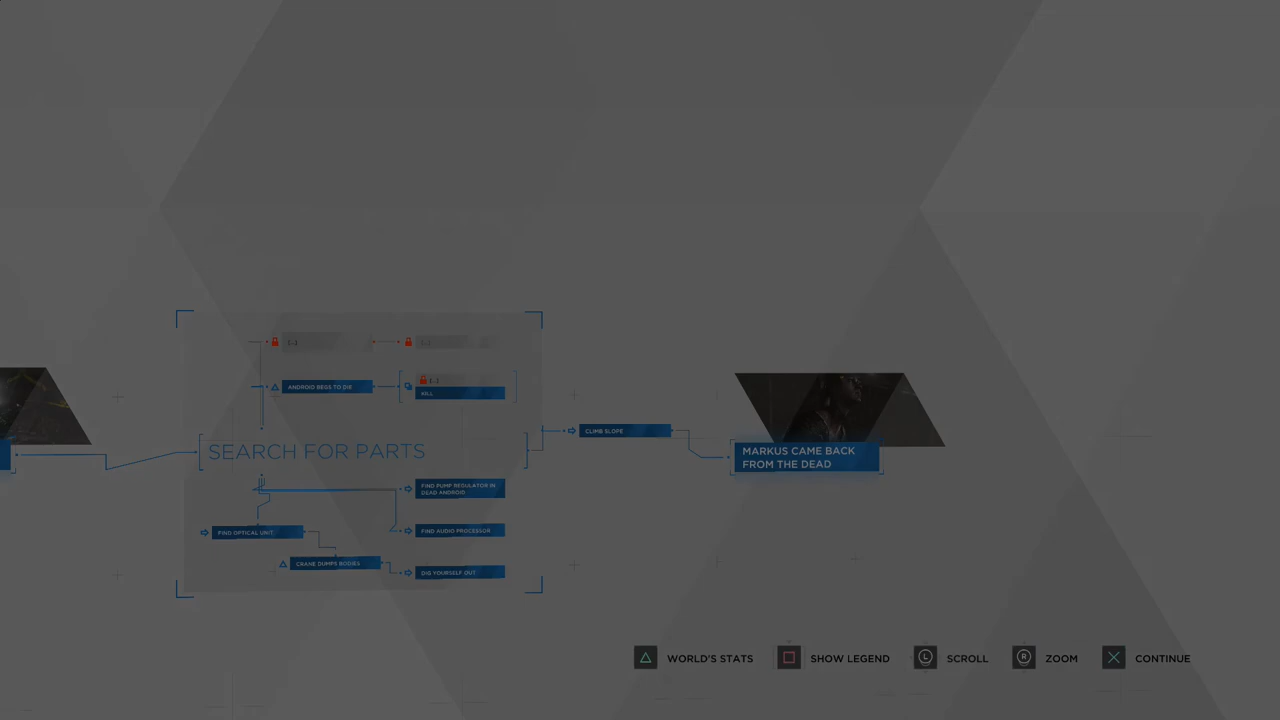 [...]
[...]
ANDROID BEGS TO DIE
[...]
KILL
CLIMB SLOPE
SEARCH FOR PARTS
MARKUS CAME BACK
FROM THE DEAD
FIND PUMP REGULATOR IN
DEAD ANDROID
FIND OPTICAL UNIT
FIND AUDIO PROCESSOR
CRANE DUMPS BODIES
DIG YOURSELF OUT
WORLD'S STATS
SHOW LEGEND
L
SCROLL
R
ZOOM
CONTINUE